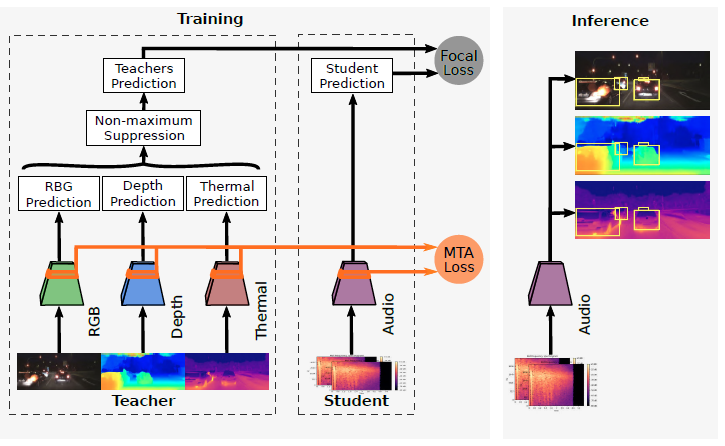 Training
Inference
Teachers
Prediction
Student
Prediction
Focal
Loss
Non-maximum
Suppression
RBG
Prediction
Depth
Prediction
Thermal
Prediction
MTA
Loss
RGB
Depth
Thermal
Audio
Audio
Teacher
Student